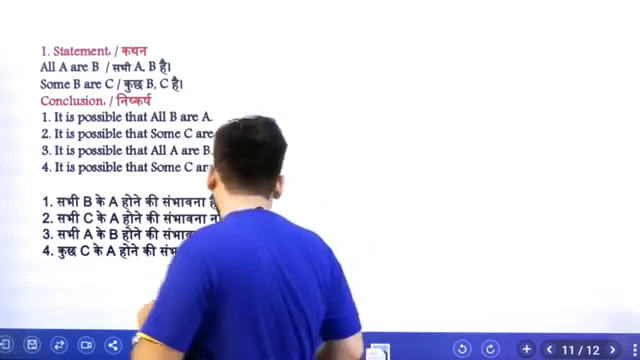 1. Statement. / कथन
All A are B / सभी A, B है।
Some B are C / कुछ B, C है।
Conclusion. / निष्कर्ष
1. It is possible that All B are A.
2. It is possible that Some C are
3. It is possible that All A are B.
4. It is possible that Some C
1. सभी B के A होने की संभावना
2. सभी C के A होने की संभावना
3. सभी A के B होने की
4. कुछ C के A होने की
11 / 12